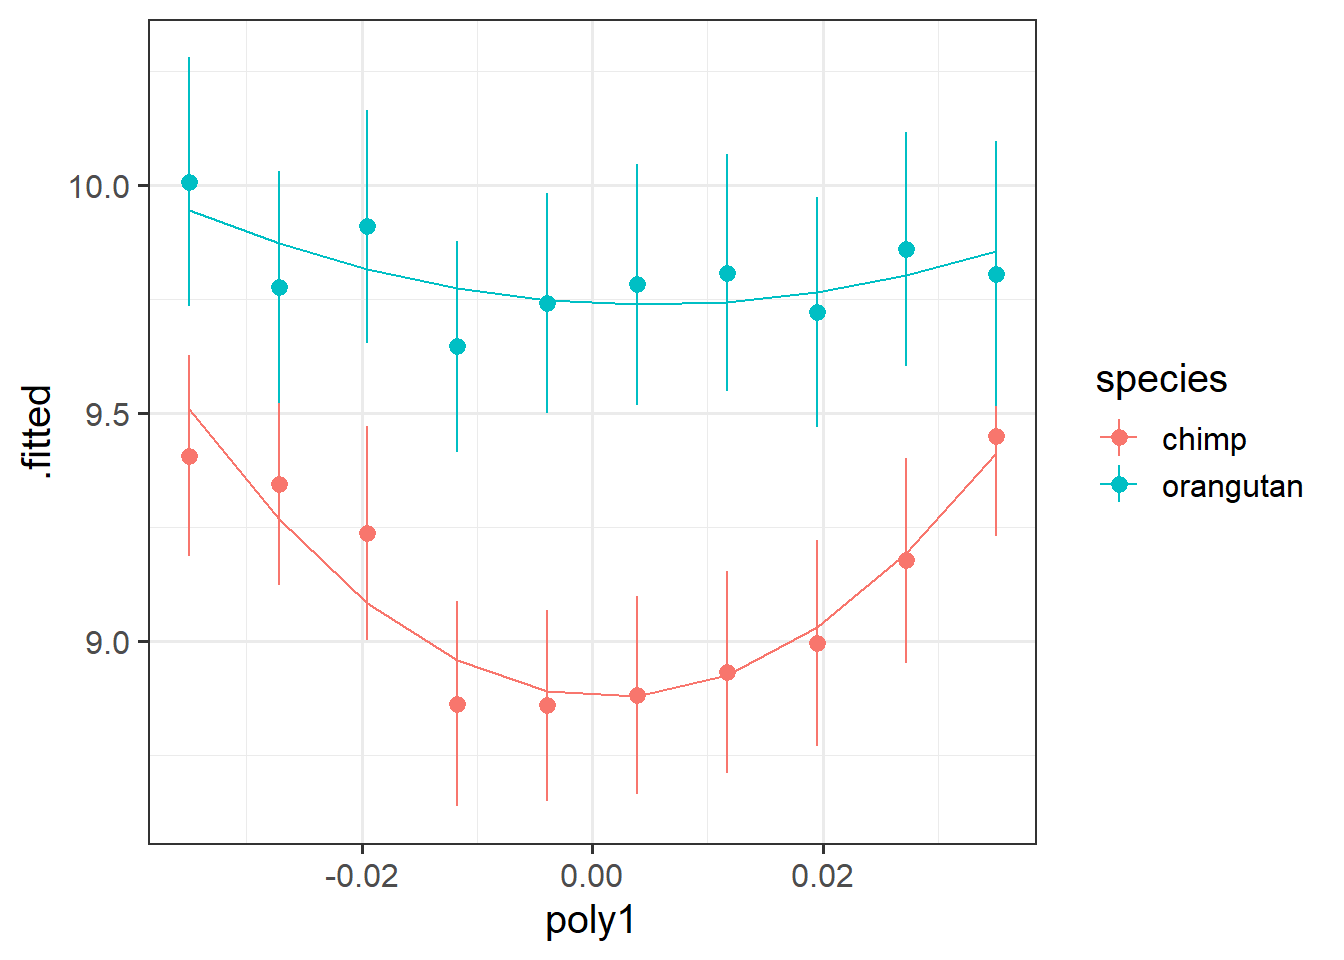 10.0
9.5
9.0
.fitted
-0.02
0.00
0.02
poly1
species
chimp
orangutan